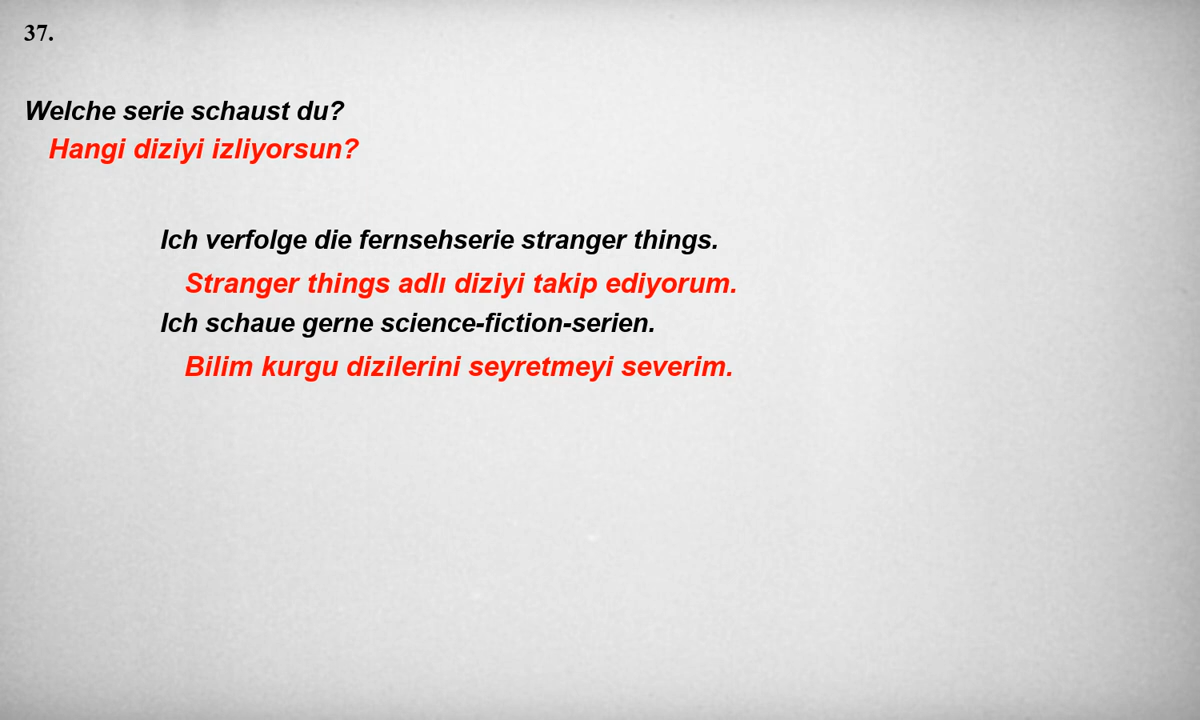 37.
Welche serie schaust du?
Hangi diziyi izliyorsun?
Ich verfolge die fernsehserie stranger things.
Stranger things adlı diziyi takip ediyorum.
Ich schaue gerne science-fiction-serien.
Bilim kurgu dizilerini seyretmeyi severim.